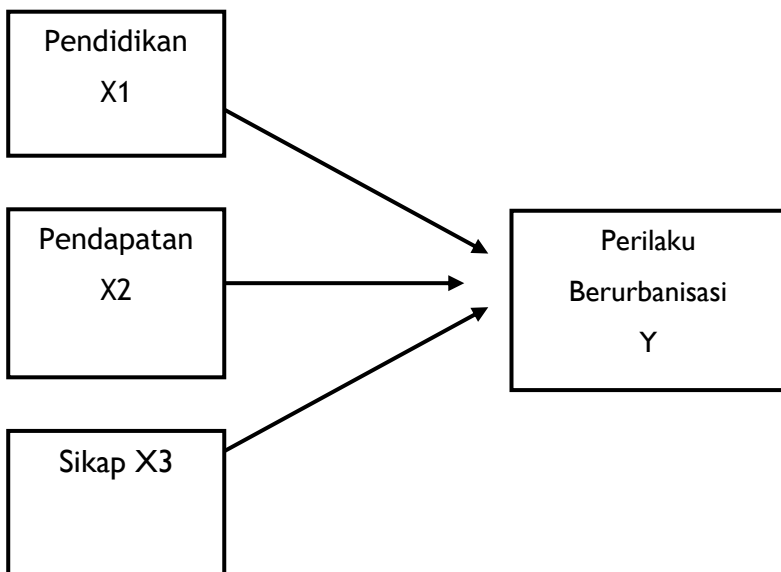 Pendidikan
X1
Pendapatan
X2
Sikap X3
Perilaku
Berurbanisasi
Y